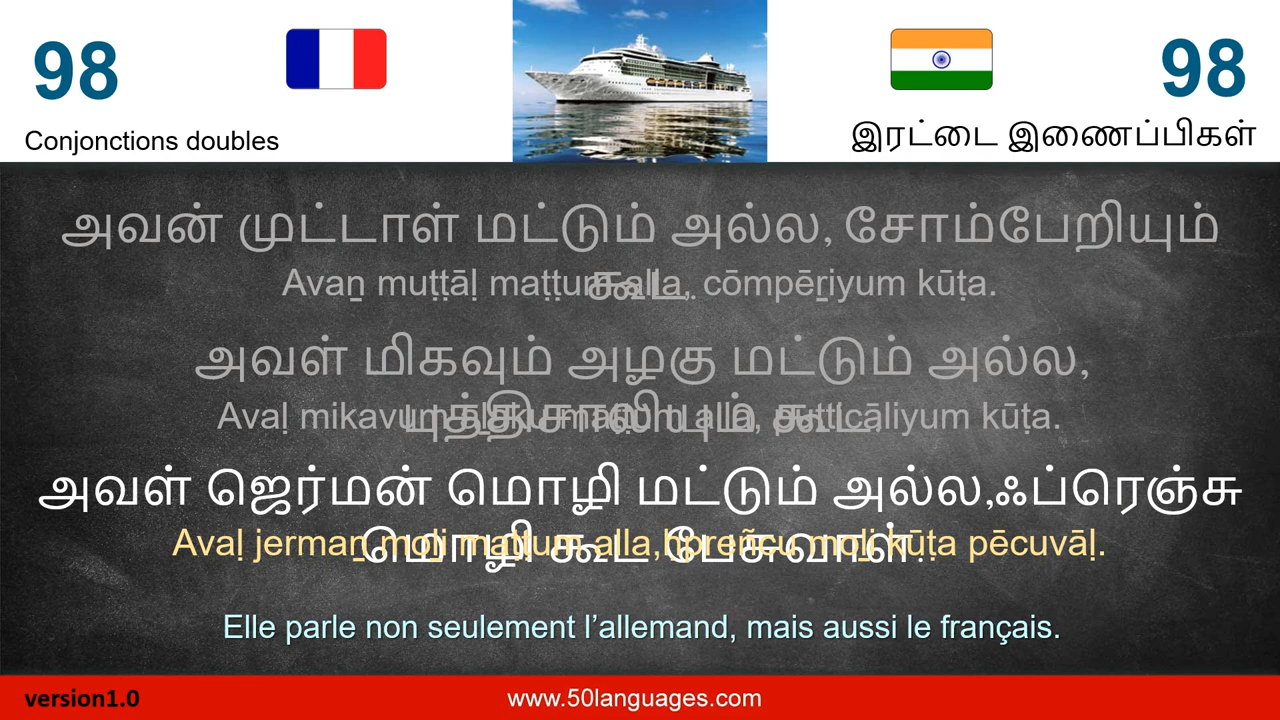 98
98
Conjonctions doubles
இரட்டை இணைப்பிகள்
அவன் முட்டாள் மட்டும் அல்ல, சோம்பேறியும்
கூட.
Avaṉ muṭṭāḷ maṭṭum alla, cōmpēṟiyum kūṭa.
அவள் மிகவும் அழகு மட்டும் அல்ல,
புத்திசாலியும் கூட.
Avaḷ mikavum aḻaku maṭṭum alla, putticāliyum kūṭa.
அவள் ஜெர்மன் மொழி மட்டும் அல்ல,ஃப்ரெஞ்சு
மொழி கூட பேசுவாள்.
Avaḷ jermaṉ moḻi maṭṭum alla,ḥpreñcu moḻi kūṭa pēcuvāḷ.
Elle parle non seulement l’allemand, mais aussi le français.
version1.0
www.50languages.com